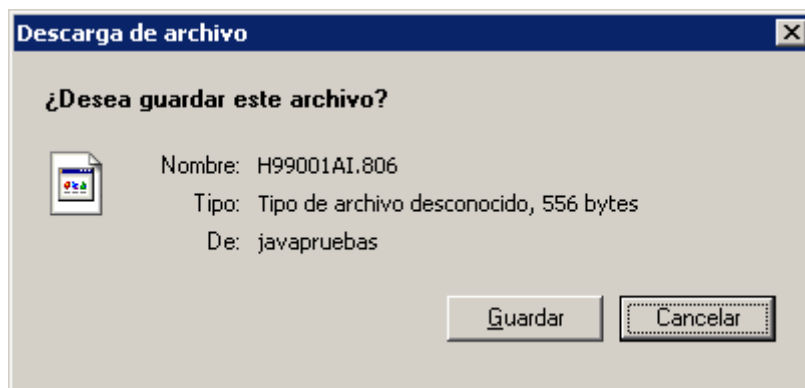 Descarga de archivo
¿Desea guardar este archivo?
Nombre: H99001AI.806
Tipo: Tipo de archivo desconocido, 556 bytes
De: javapruebas
Guardar Cancelar